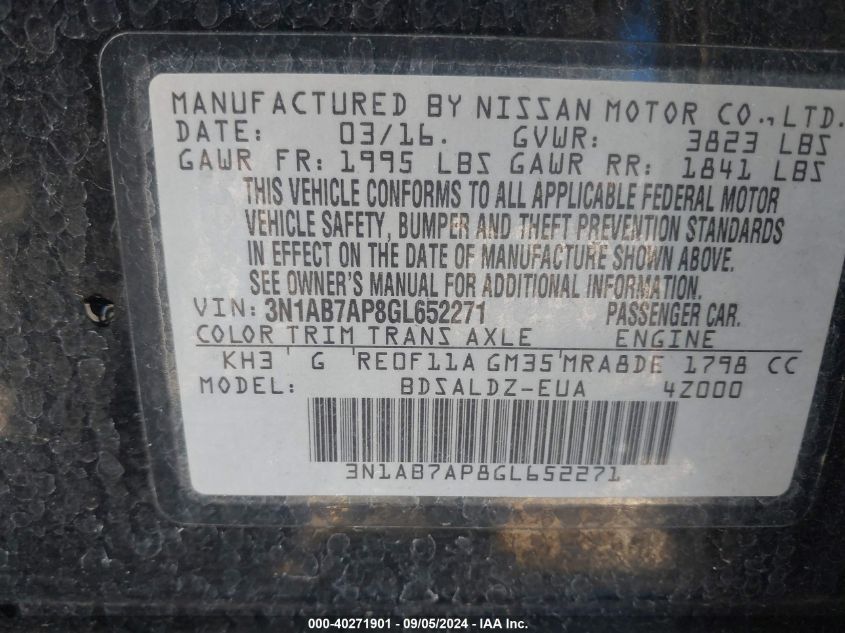 MANUFACTURED BY NISSAN MOTOR CO., LTD.
DATE: 03/16. GVWR: 3823 LBS
GAWR FR: 1995 LBS GAWR RR: 1841 LBS
THIS VEHICLE CONFORMS TO ALL APPLICABLE FEDERAL MOTOR
VEHICLE SAFETY, BUMPER AND THEFT PREVENTION STANDARDS
IN EFFECT ON THE DATE OF MANUFACTURE SHOWN ABOVE.
SEE OWNER'S MANUAL FOR ADDITIONAL INFORMATION.
VIN: 3N1AB7AP8GL652271 PASSENGER CAR.
COLOR TRIM TRANS AXLE ENGINE
KH3 G RE0F11A GM35 MRA8DE 1798 CC
MODEL: BDSALDZ-EUA 4Z000
3N1AB7AP8GL652271
000-40271901 - 09/05/2024 - IAA Inc.